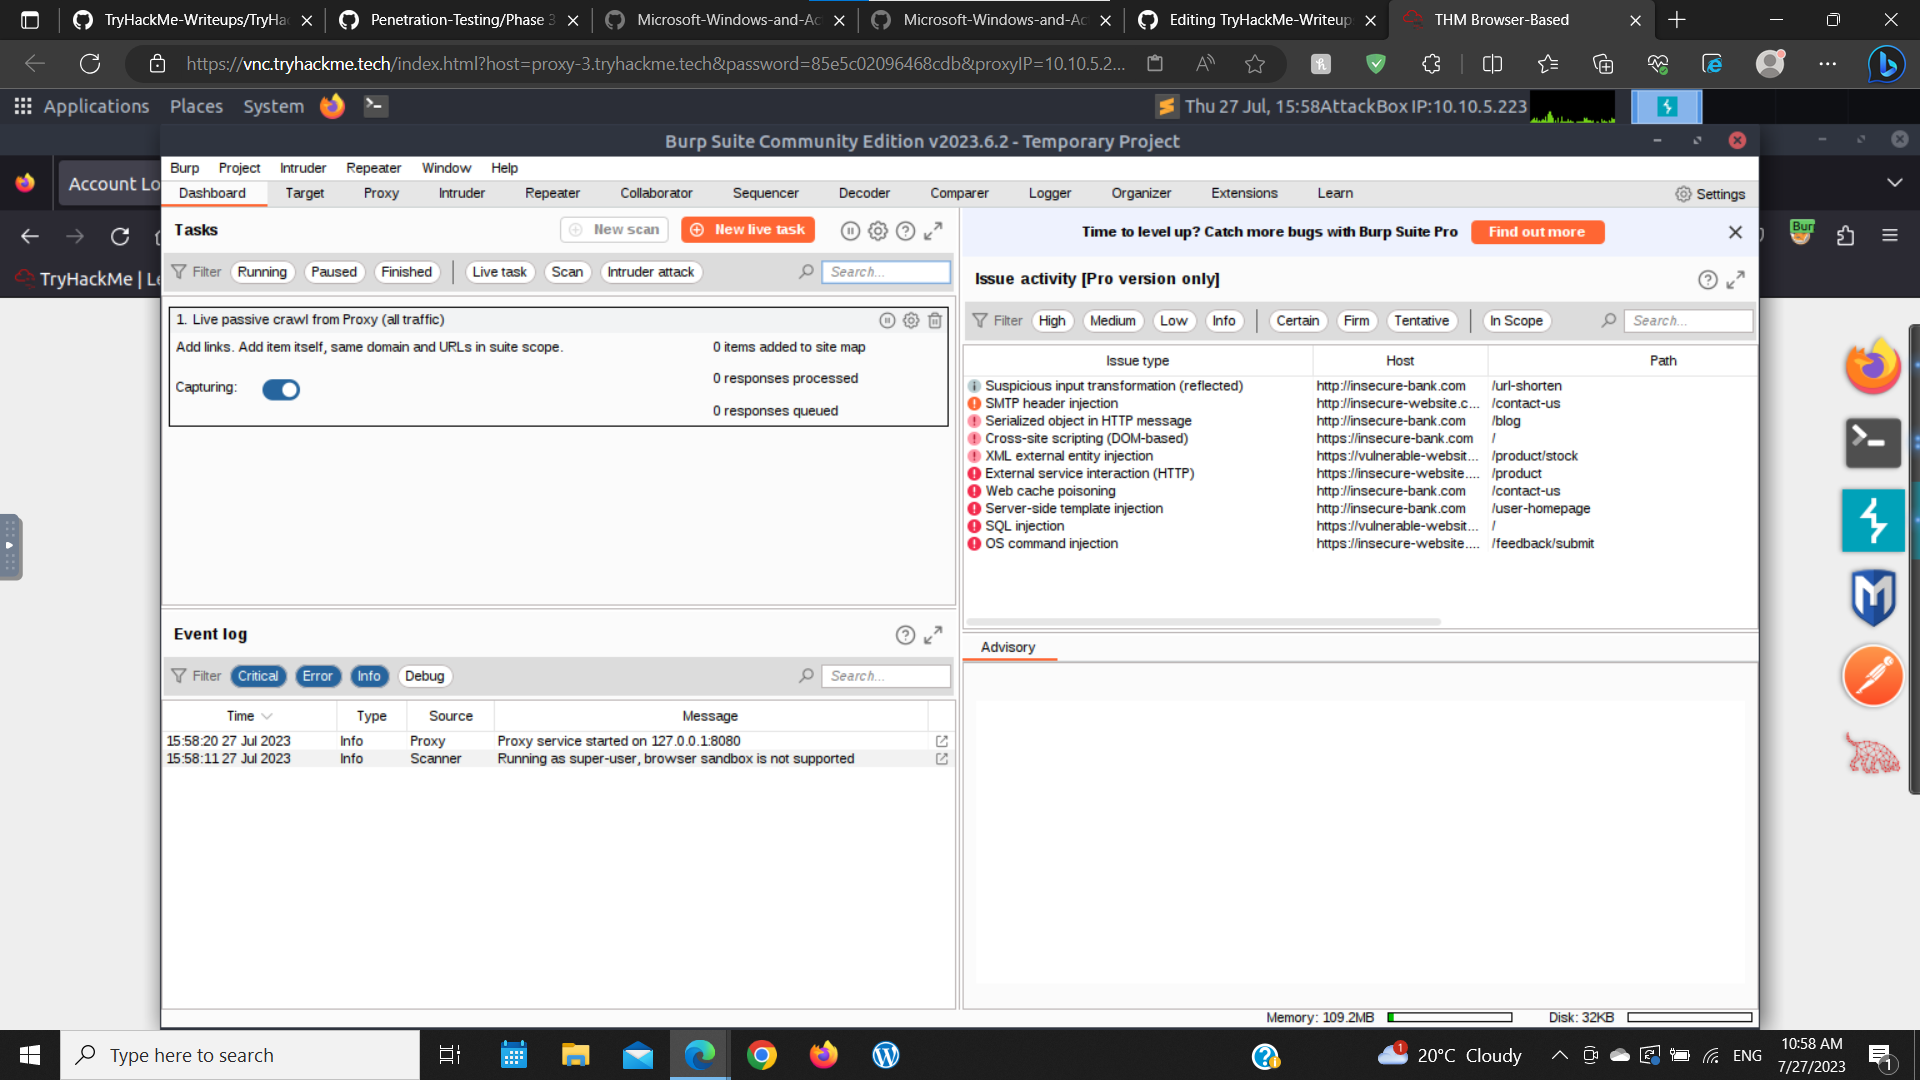 TryHackMe-Writeups/TryHa
Penetration-Testing/Phase 3
Microsoft-Windows-and-Ac
Microsoft-Windows-and-Ac
Editing TryHackMe-Writeup
THM Browser-Based
https://vnc.tryhackme.tech/index.html?host=proxy-3.tryhackme.tech&password=85e5c02096468cdb&proxyIP=10.10.5.2...
Applications Places System
Thu 27 Jul, 15:58 AttackBox IP:10.10.5.223
Burp Suite Community Edition v2023.6.2 - Temporary Project
Account Lo
TryHackMe | Le
Bur
Burp Project Intruder Repeater Window Help
Dashboard Target Proxy Intruder Repeater Collaborator Sequencer Decoder Comparer Logger Organizer Extensions Learn Settings
Tasks
New scan New live task
Filter Running Paused Finished Live task Scan Intruder attack Search...
1. Live passive crawl from Proxy (all traffic)
Add links. Add item itself, same domain and URLs in suite scope.
Capturing:
0 items added to site map
0 responses processed
0 responses queued
Event log
Filter Critical Error Info Debug Search...
Time Type Source Message
15:58:20 27 Jul 2023 Info Proxy Proxy service started on 127.0.0.1:8080
15:58:11 27 Jul 2023 Info Scanner Running as super-user, browser sandbox is not supported
Time to level up? Catch more bugs with Burp Suite Pro Find out more
Issue activity [Pro version only]
Filter High Medium Low Info Certain Firm Tentative In Scope Search...
Issue type Host Path
Suspicious input transformation (reflected) http://insecure-bank.com /url-shorten
SMTP header injection http://insecure-website.c... /contact-us
Serialized object in HTTP message http://insecure-bank.com /blog
Cross-site scripting (DOM-based) https://insecure-bank.com /
XML external entity injection https://vulnerable-websit... /product/stock
External service interaction (HTTP) https://insecure-website.... /product
Web cache poisoning http://insecure-bank.com /contact-us
Server-side template injection http://insecure-bank.com /user-homepage
SQL injection https://vulnerable-websit... /
OS command injection https://insecure-website.... /feedback/submit
Advisory
Memory: 109.2MB Disk: 32KB
Type here to search
1
20°C Cloudy
ENG
10:58 AM
7/27/2023
1